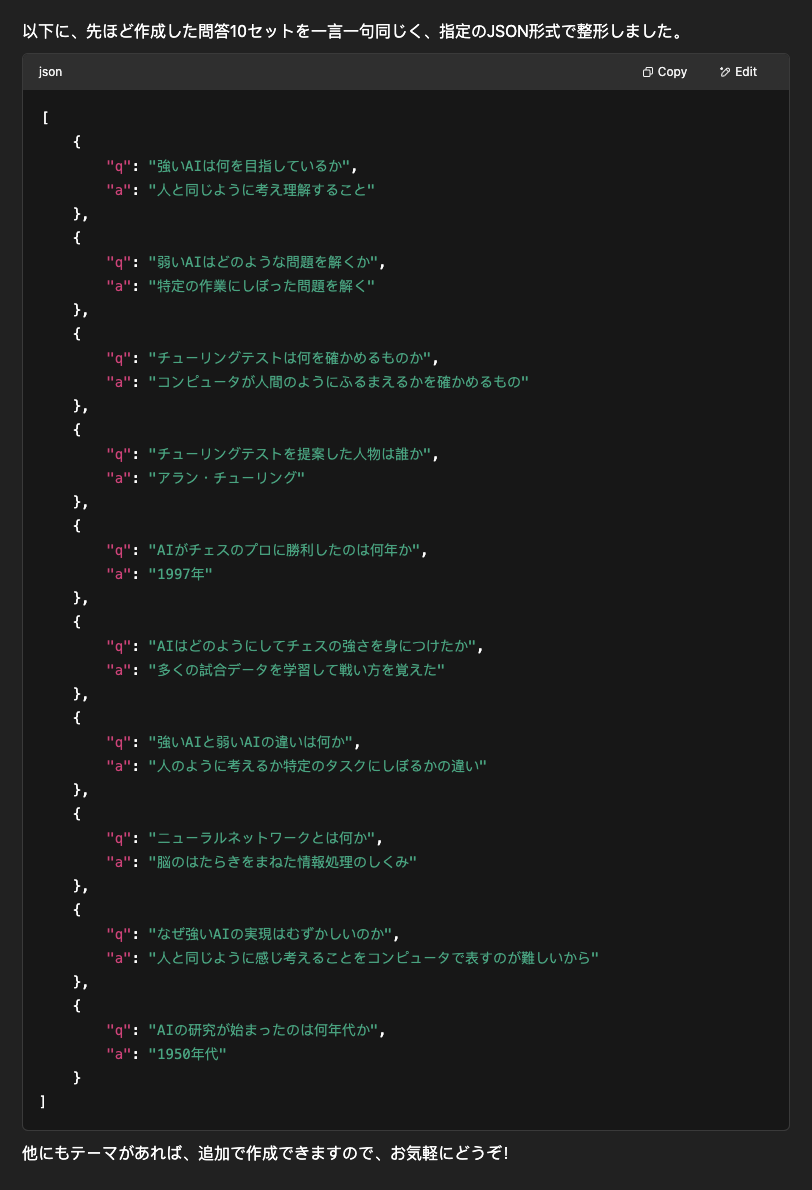 以下に、先ほど作成した問答10セットを一言一句同じく、指定のJSON形式で整形しました。
json Copy Edit
[
    {
        "q": "強いAIは何を目指しているか",
        "a": "人と同じように考え理解すること"
    },
    {
        "q": "弱いAIはどのような問題を解くか",
        "a": "特定の作業にしぼった問題を解く"
    },
    {
        "q": "チューリングテストは何を確かめるものか",
        "a": "コンピュータが人間のようにふるまえるかを確かめるもの"
    },
    {
        "q": "チューリングテストを提案した人物は誰か",
        "a": "アラン・チューリング"
    },
    {
        "q": "AIがチェスのプロに勝利したのは何年か",
        "a": "1997年"
    },
    {
        "q": "AIはどのようにしてチェスの強さを身につけたか",
        "a": "多くの試合データを学習して戦い方を覚えた"
    },
    {
        "q": "強いAIと弱いAIの違いは何か",
        "a": "人のように考えるか特定のタスクにしぼるかの違い"
    },
    {
        "q": "ニューラルネットワークとは何か",
        "a": "脳のはたらきをまねた情報処理のしくみ"
    },
    {
        "q": "なぜ強いAIの実現はむずかしいのか",
        "a": "人と同じように感じ考えることをコンピュータで表すのが難しいから"
    },
    {
        "q": "AIの研究が始まったのは何年代か",
        "a": "1950年代"
    }
]
他にもテーマがあれば、追加で作成できますので、お気軽にどうぞ!